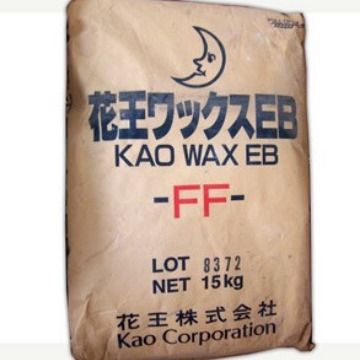 花王ワックスEB
KAO WAX EB
-FF-
LOT 8372
NET 15kg
花王株式会社
Kao Corporation